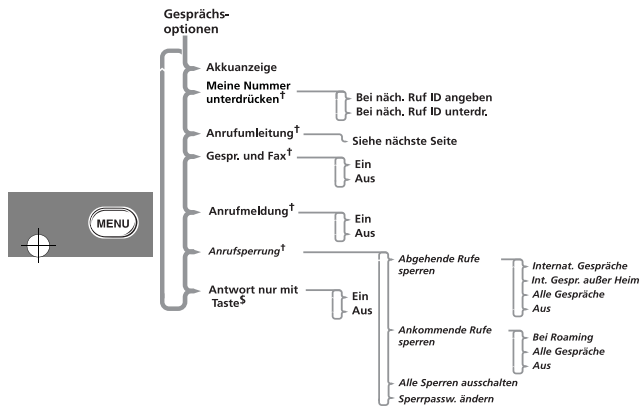 Gesprächs-
optionen
Akkuanzeige
Meine Nummer
unterdrücken†
Bei näch. Ruf ID angeben
Bei näch. Ruf ID unterdr.
Anrufumleitung†
Siehe nächste Seite
Gespr. und Fax†
Ein
Aus
MENU
Anrufmeldung†
Ein
Aus
Anrufsperrung†
Abgehende Rufe
sperren
Internat. Gespräche
Int. Gespr. außer Heim
Alle Gespräche
Aus
Antwort nur mit
Taste$
Ein
Aus
Ankommende Rufe
sperren
Bei Roaming
Alle Gespräche
Aus
Alle Sperren ausschalten
Sperrpassw. ändern